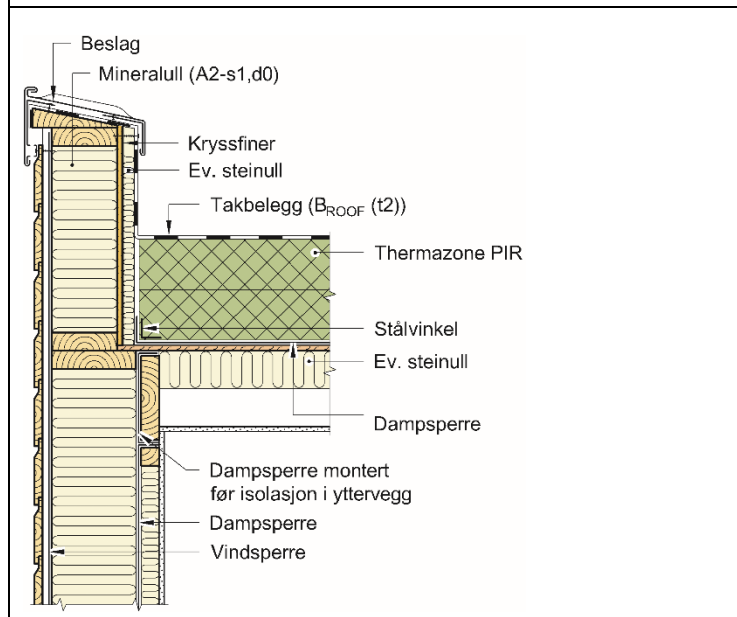 Beslag
Mineralull (A2-s1,d0)
Kryssfiner
Ev. steinull
Takbelegg (BROOF (t2))
Thermazone PIR
Stålvinkel
Ev. steinull
Dampsperre
Dampsperre montert
før isolasjon i yttervegg
Dampsperre
Vindsperre